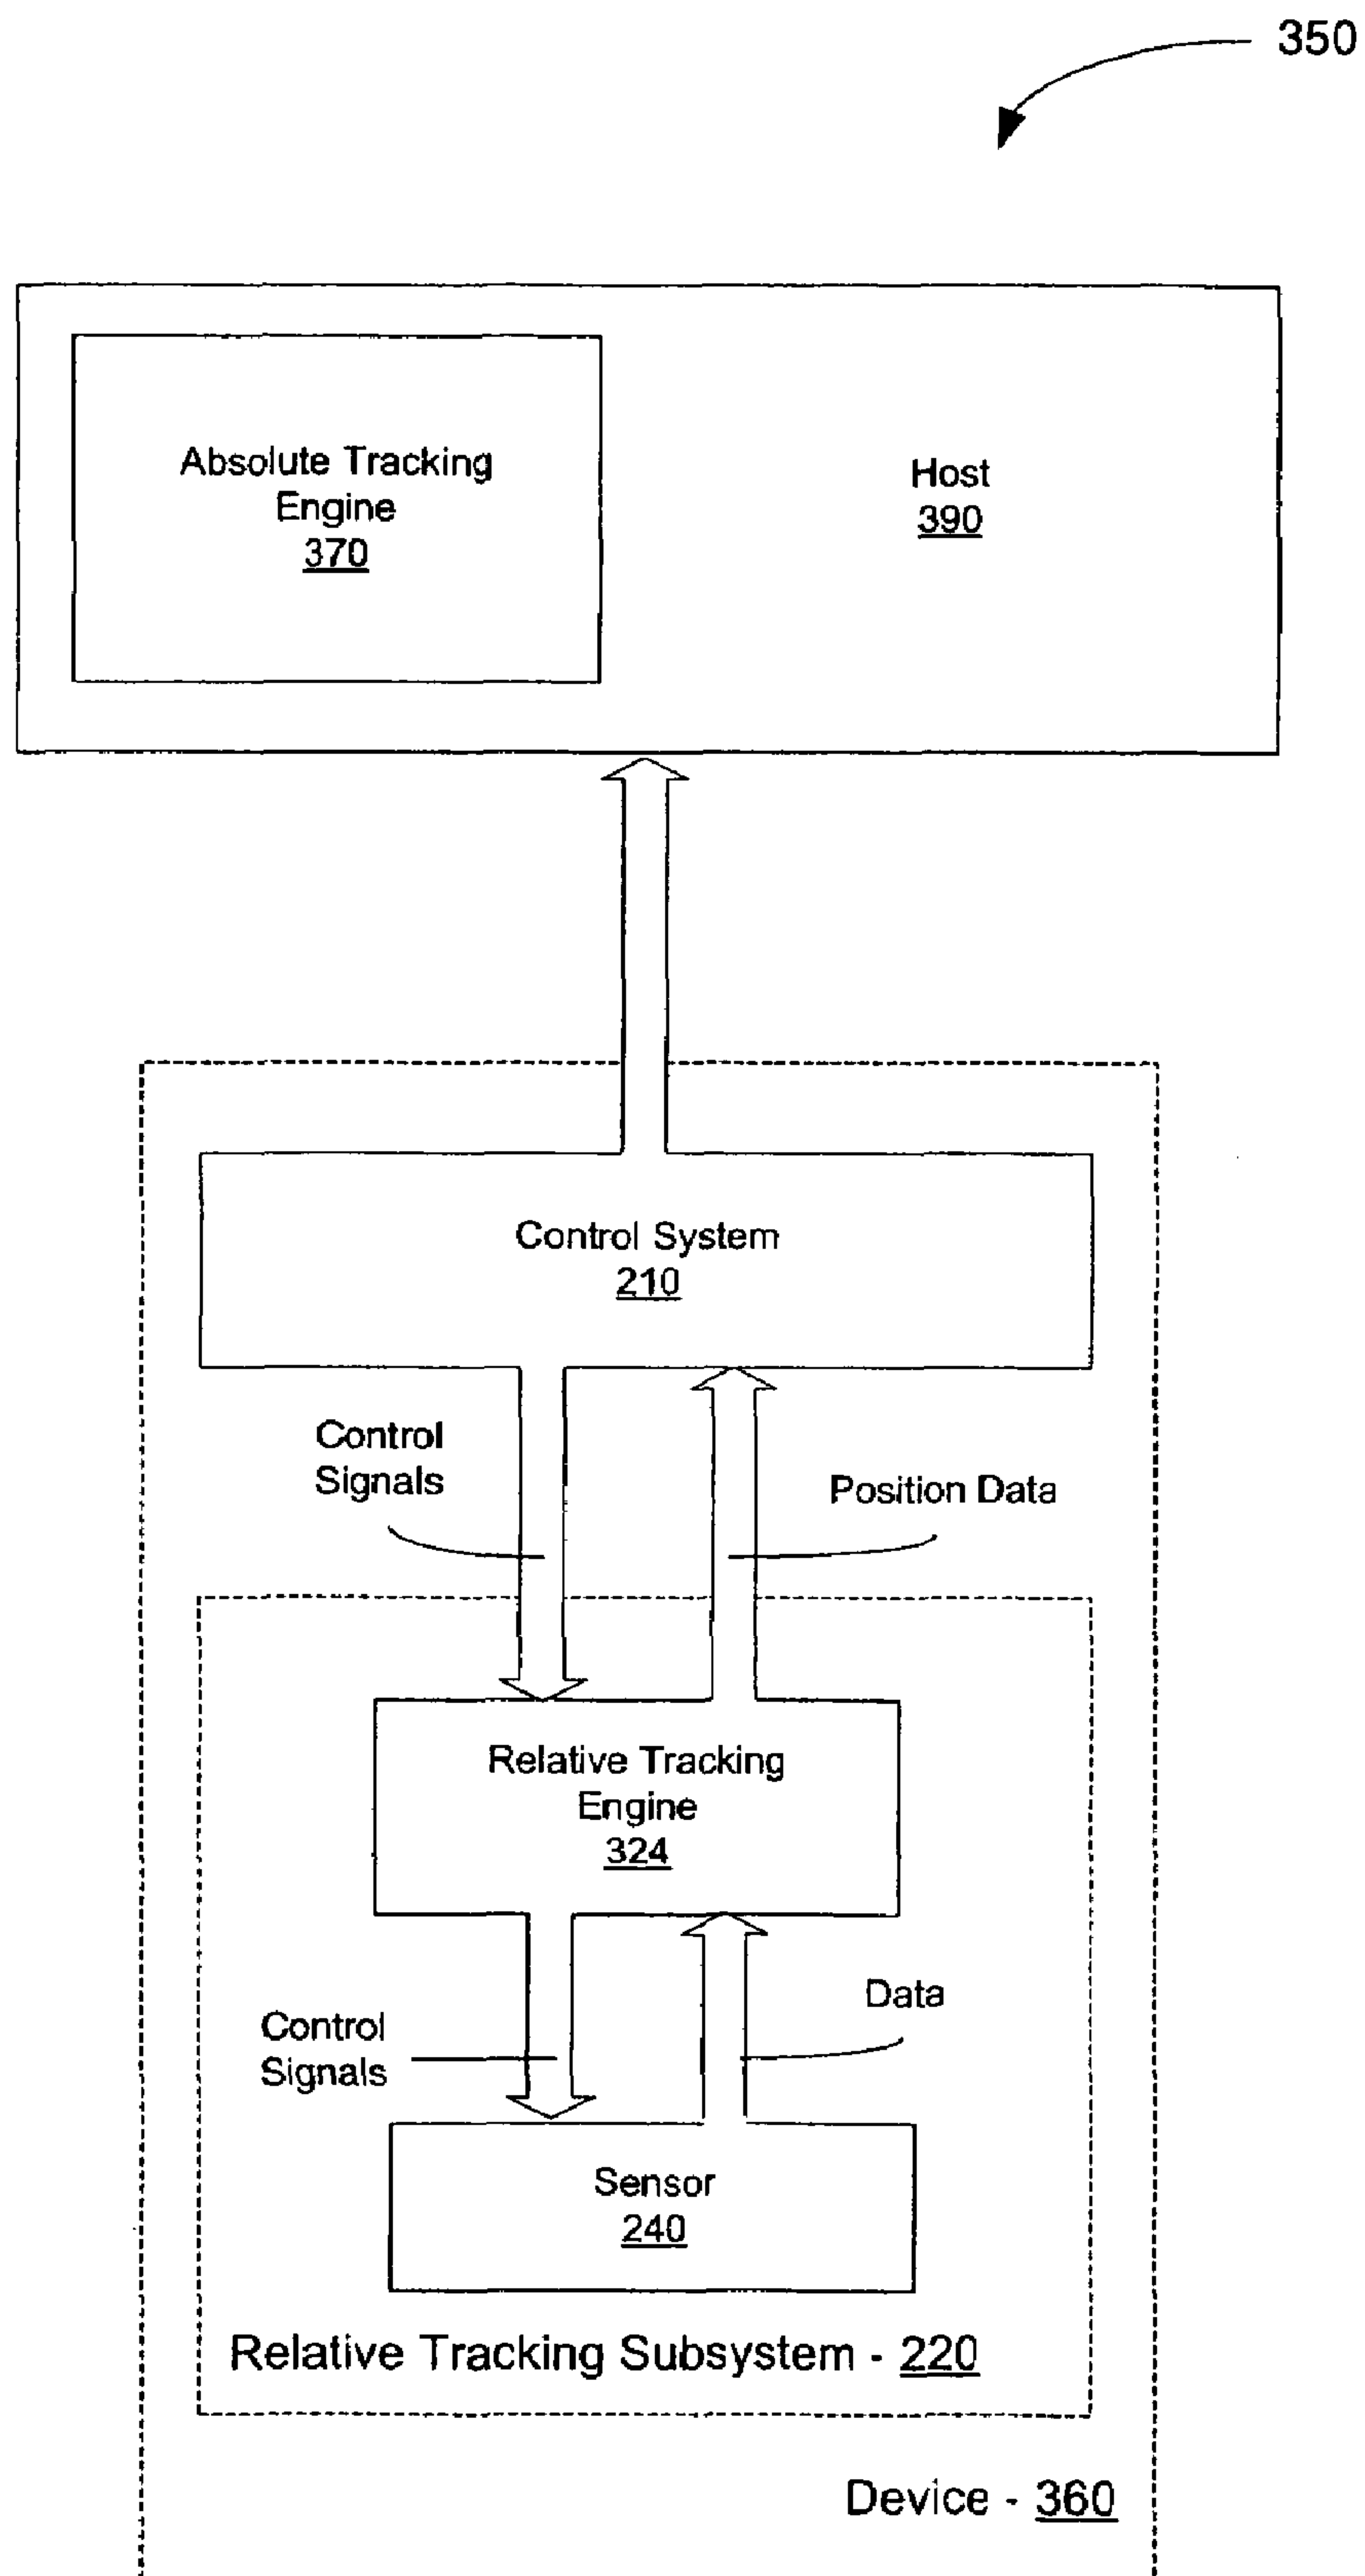 350
Absolute Tracking
Engine
370
Host
390
Control System
210
Control
Signals
Position Data
Relative Tracking
Engine
324
Data
Control
Signals
Sensor
240
Relative Tracking Subsystem - 220
Device - 360